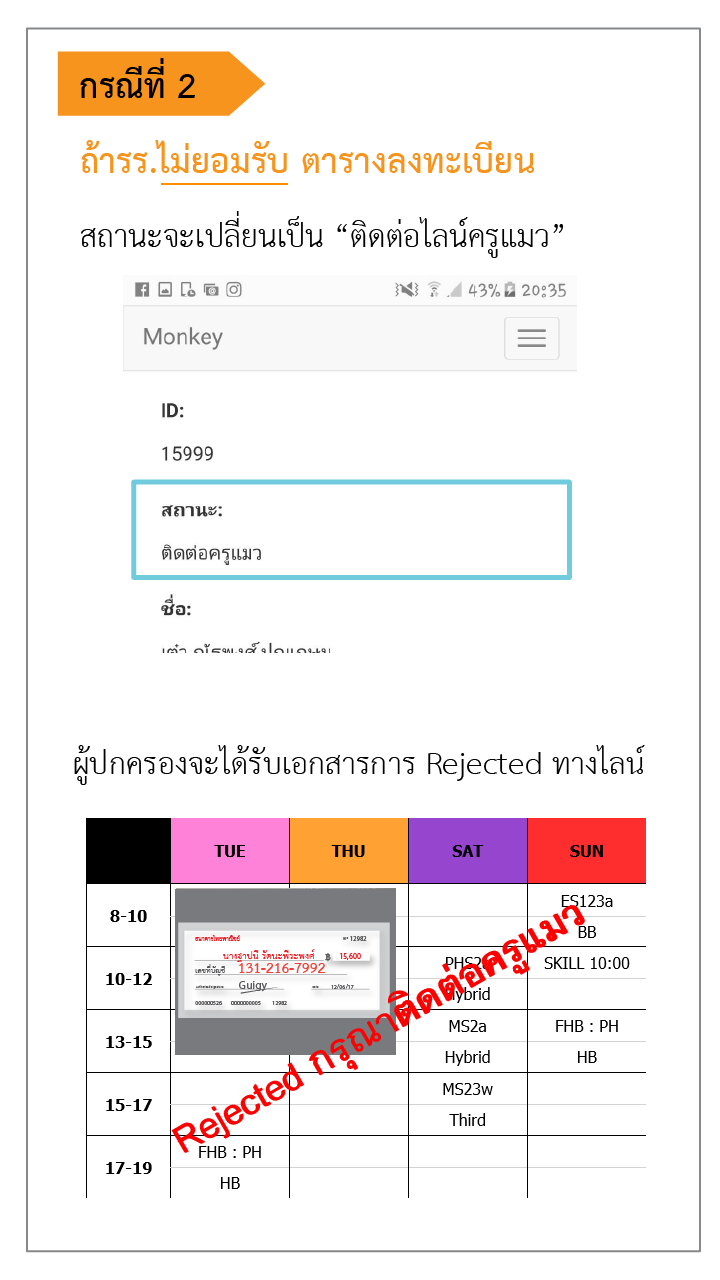 กรณีที่ 2
ถ้ารร.ไม่ยอมรับ ตารางลงทะเบียน
สถานะจะเปลี่ยนเป็น “ติดต่อไลน์ครูแมว”
43% 20:35
Monkey
ID:
15999
สถานะ:
ติดต่อครูแมว
ชื่อ:
ผู้ปกครองจะได้รับเอกสารการ Rejected ทางไลน์
TUE THU SAT SUN
8-10 ES123a
BB
ธนาคารไทยพาณิชย์ 12982
นางฐาปนี รัตนะพีระพงศ์ ฿ 15,600
เลขที่บัญชี 131-216-7992
Guigy 12/06/17
000000526 0000000005 12982
10-12 SKILL 10:00
Hybrid
13-15 MS2a FHB : PH
Hybrid HB
15-17 MS23w
Third
17-19 FHB : PH
HB
Rejected กรุณาติดต่อครูแมว